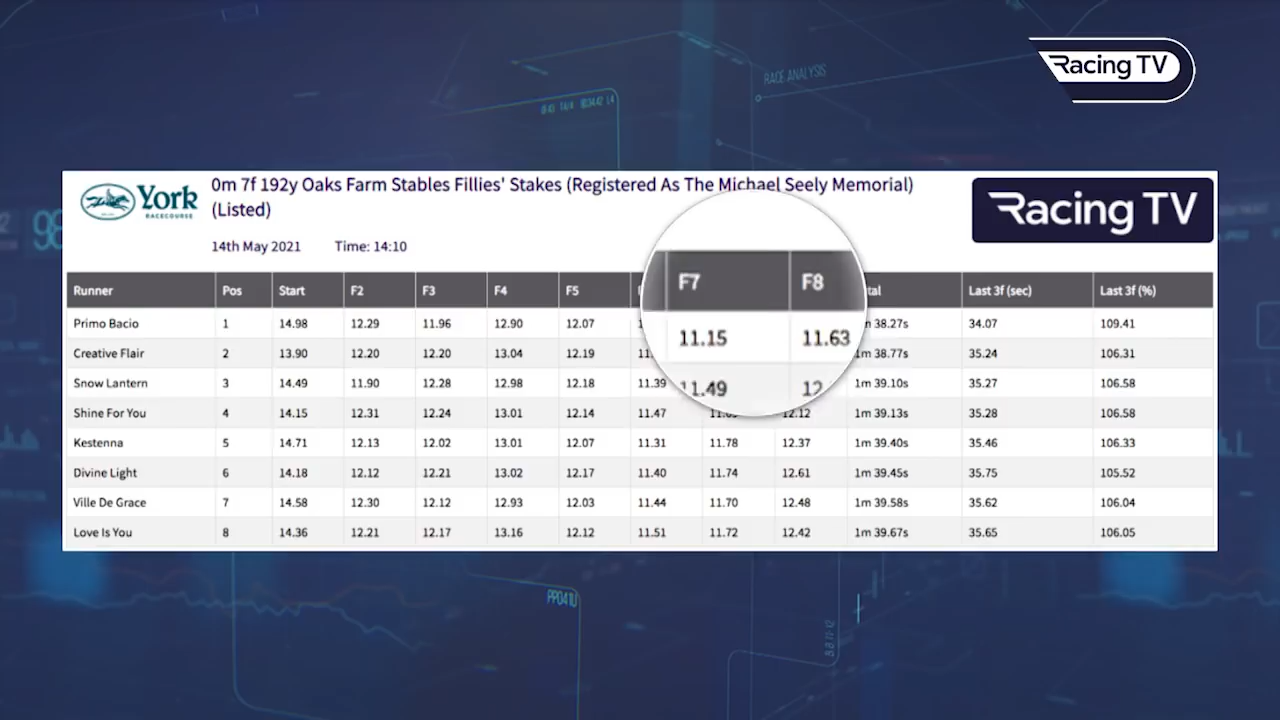 Racing TV
RACE ANALYSIS
York
RACECOURSE
0m 7f 192y Oaks Farm Stables Fillies' Stakes (Registered As The Michael Seely Memorial)
(Listed)
Racing TV
14th May 2021 Time: 14:10
Runner Pos Start F2 F3 F4 F5 F7 F8 Last 3f (sec) Last 3f (%)
Primo Bacio 1 14.98 12.29 11.96 12.90 12.07 11.15 11.63 1m 38.27s 34.07 109.41
Creative Flair 2 13.90 12.20 12.20 13.04 12.19 11.49 1m 38.77s 35.24 106.31
Snow Lantern 3 14.49 11.90 12.28 12.98 12.18 11.39 1m 39.10s 35.27 106.58
Shine For You 4 14.15 12.31 12.24 13.01 12.14 11.47 12.12 1m 39.13s 35.28 106.58
Kestenna 5 14.71 12.13 12.02 13.01 12.07 11.31 11.78 12.37 1m 39.40s 35.46 106.33
Divine Light 6 14.18 12.12 12.21 13.02 12.17 11.40 11.74 12.61 1m 39.45s 35.75 105.52
Ville De Grace 7 14.58 12.30 12.12 12.93 12.03 11.44 11.70 12.48 1m 39.58s 35.62 106.04
Love Is You 8 14.36 12.21 12.17 13.16 12.12 11.51 11.72 12.42 1m 39.67s 35.65 106.05